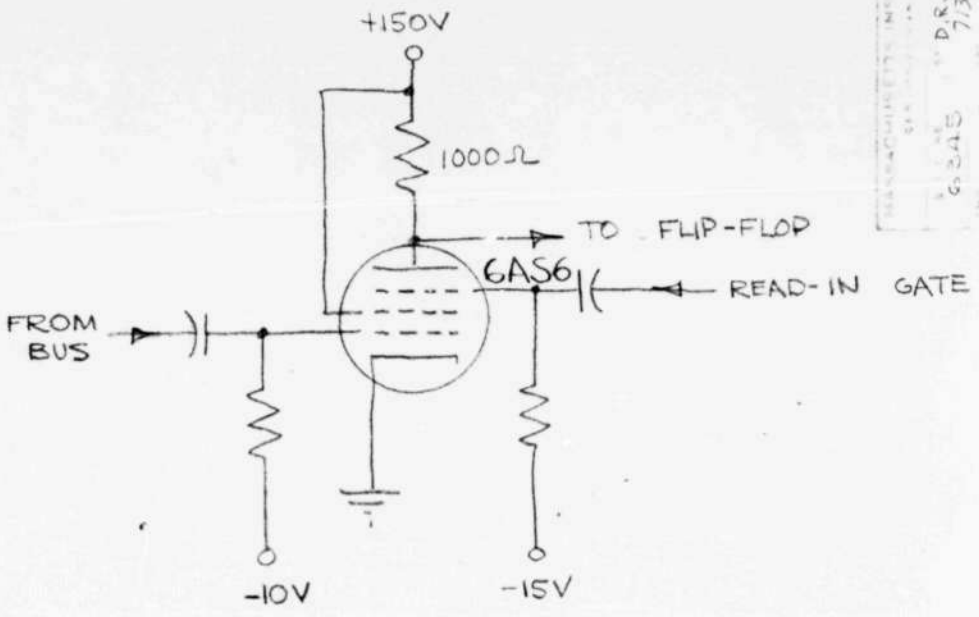 +150V
1000Ω
TO FLIP-FLOP
6AS6
READ-IN GATE
FROM
BUS
-10V
-15V
D.R.